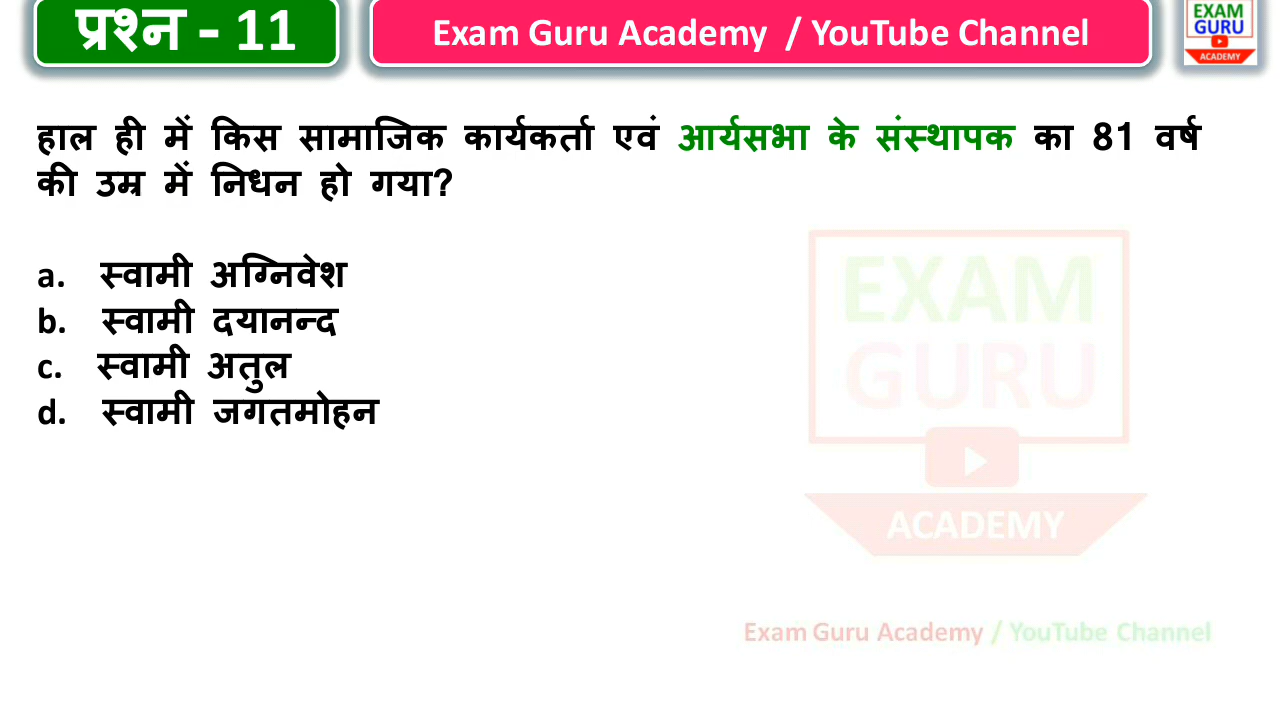 प्रश्न - 11
Exam Guru Academy / YouTube Channel
EXAM
GURU
ACADEMY
हाल ही में किस सामाजिक कार्यकर्ता एवं आर्यसभा के संस्थापक का 81 वर्ष
की उम्र में निधन हो गया?
a. स्वामी अग्निवेश
b. स्वामी दयानन्द
c. स्वामी अतुल
d. स्वामी जगतमोहन
EXAM
GURU
ACADEMY
Exam Guru Academy / YouTube Channel